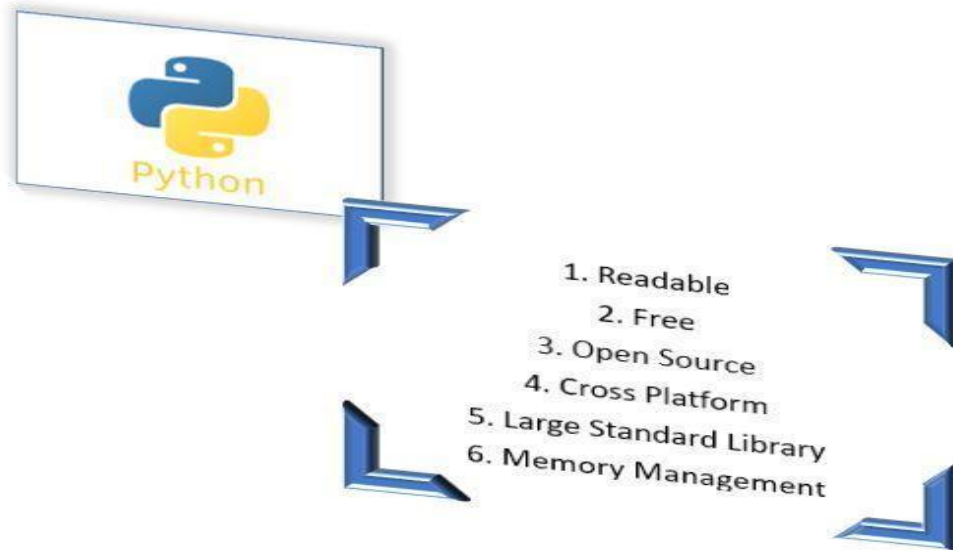 Python
1. Readable
2. Free
3. Open Source
4. Cross Platform
5. Large Standard Library
6. Memory Management